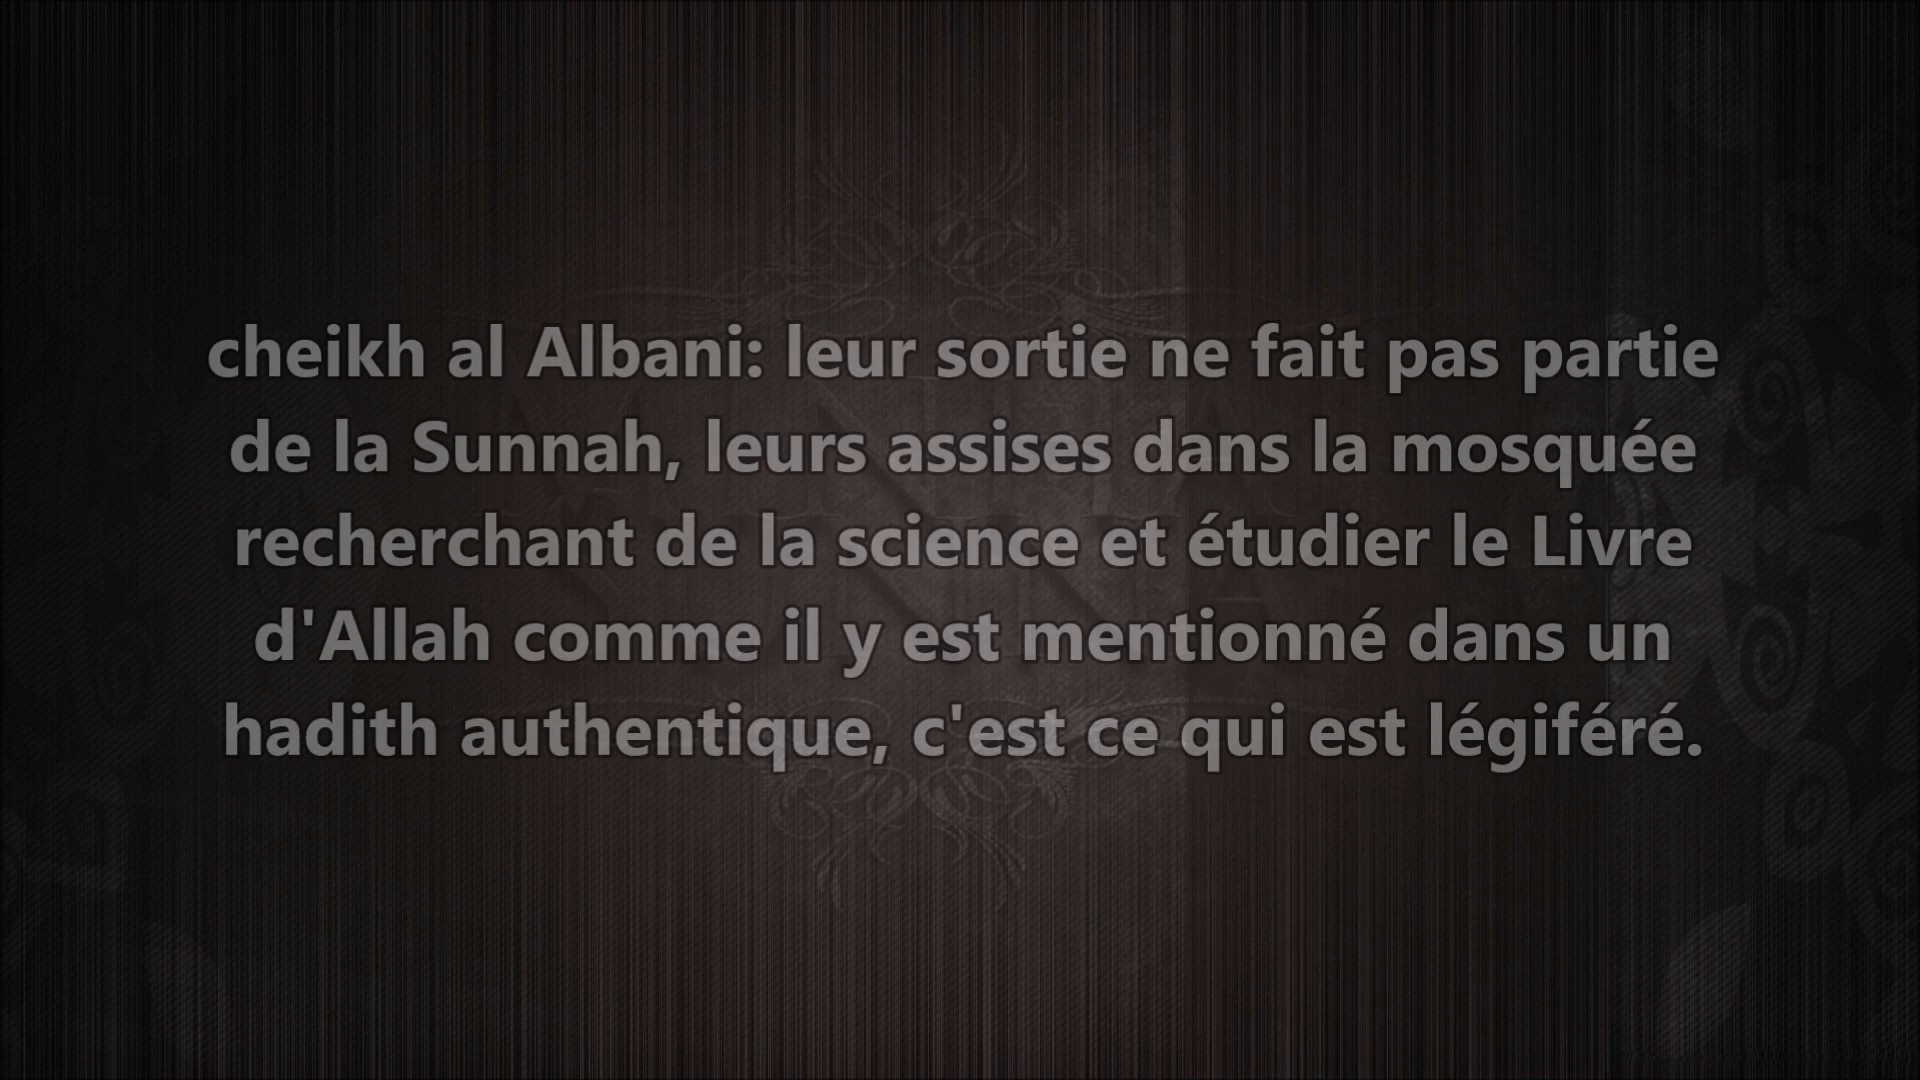 cheikh al Albani: leur sortie ne fait pas partie
de la Sunnah, leurs assises dans la mosquée
recherchant de la science et étudier le Livre
d'Allah comme il y est mentionné dans un
hadith authentique, c'est ce qui est légiféré.